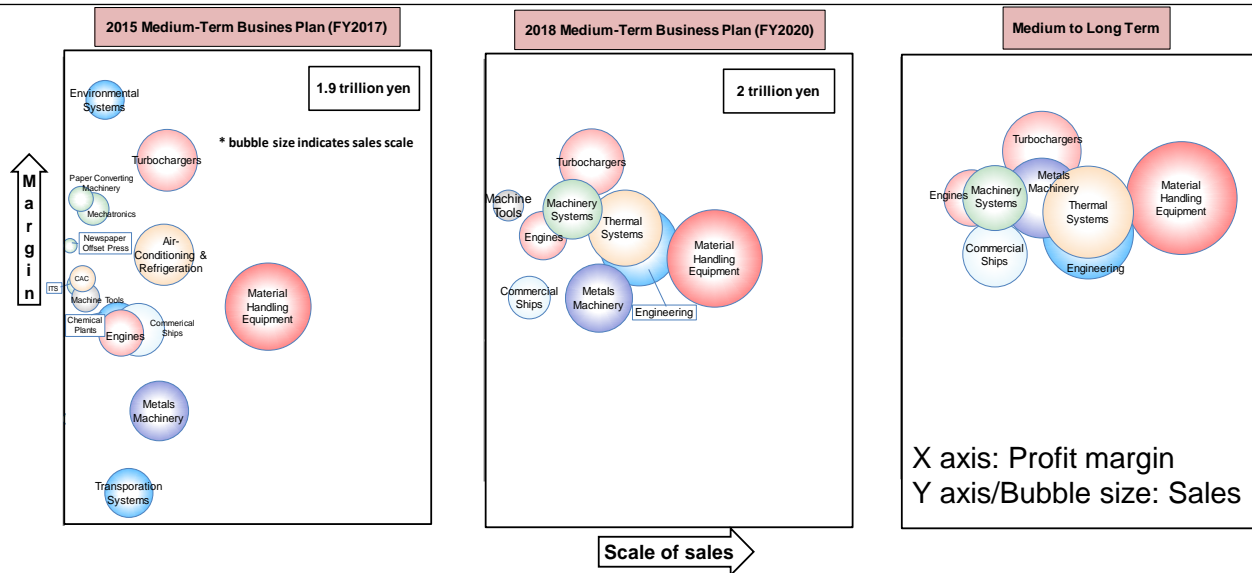 2015 Medium-Term Busines Plan (FY2017)
2018 Medium-Term Business Plan (FY2020)
Medium to Long Term
1.9 trillion yen
Environmental
Systems
* bubble size indicates sales scale
Turbochargers
Paper Converting
Machinery
Mechatronics
Newspaper
Offset Press
Air-
Conditioning &
Refrigeration
CAC
ITS
Machine Tools
Chemical
Plants
Engines
Commerical
Ships
Material
Handling
Equipment
Metals
Machinery
Transporation
Systems
Margin
2 trillion yen
Turbochargers
Machine
Tools
Machinery
Systems
Engines
Thermal
Systems
Material
Handling
Equipment
Commercial
Ships
Metals
Machinery
Engineering
Scale of sales
Turbochargers
Engines
Machinery
Systems
Metals
Machinery
Thermal
Systems
Material
Handling
Equipment
Commercial
Ships
Engineering
X axis: Profit margin
Y axis/Bubble size: Sales